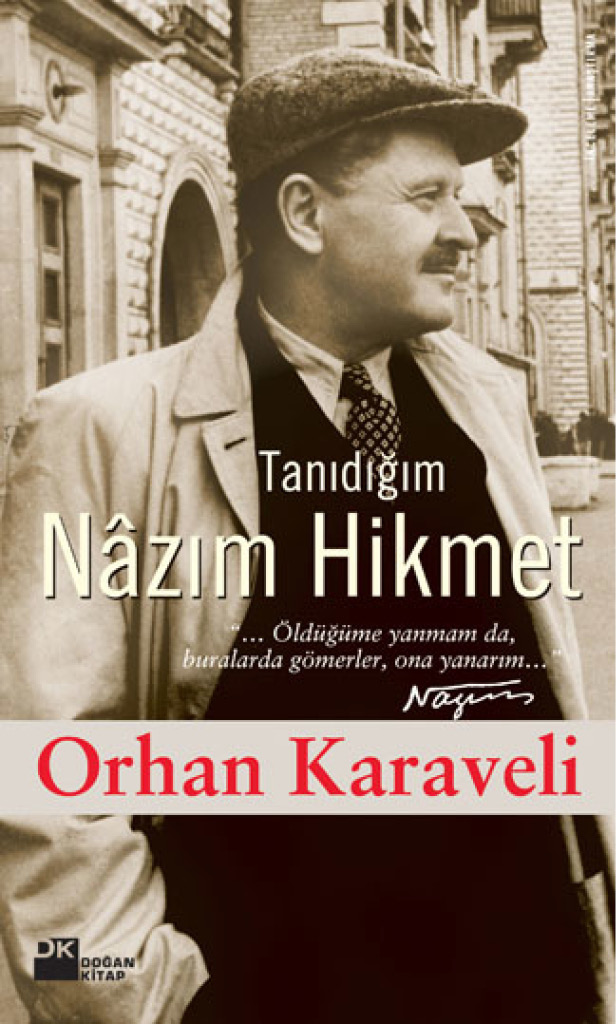 Tanıdığım
Nâzım Hikmet
“... Öldüğüme yanmam da,
buralarda gömerler, ona yanarım...”
Nazım
Orhan Karaveli
DK
DOĞAN
KİTAP